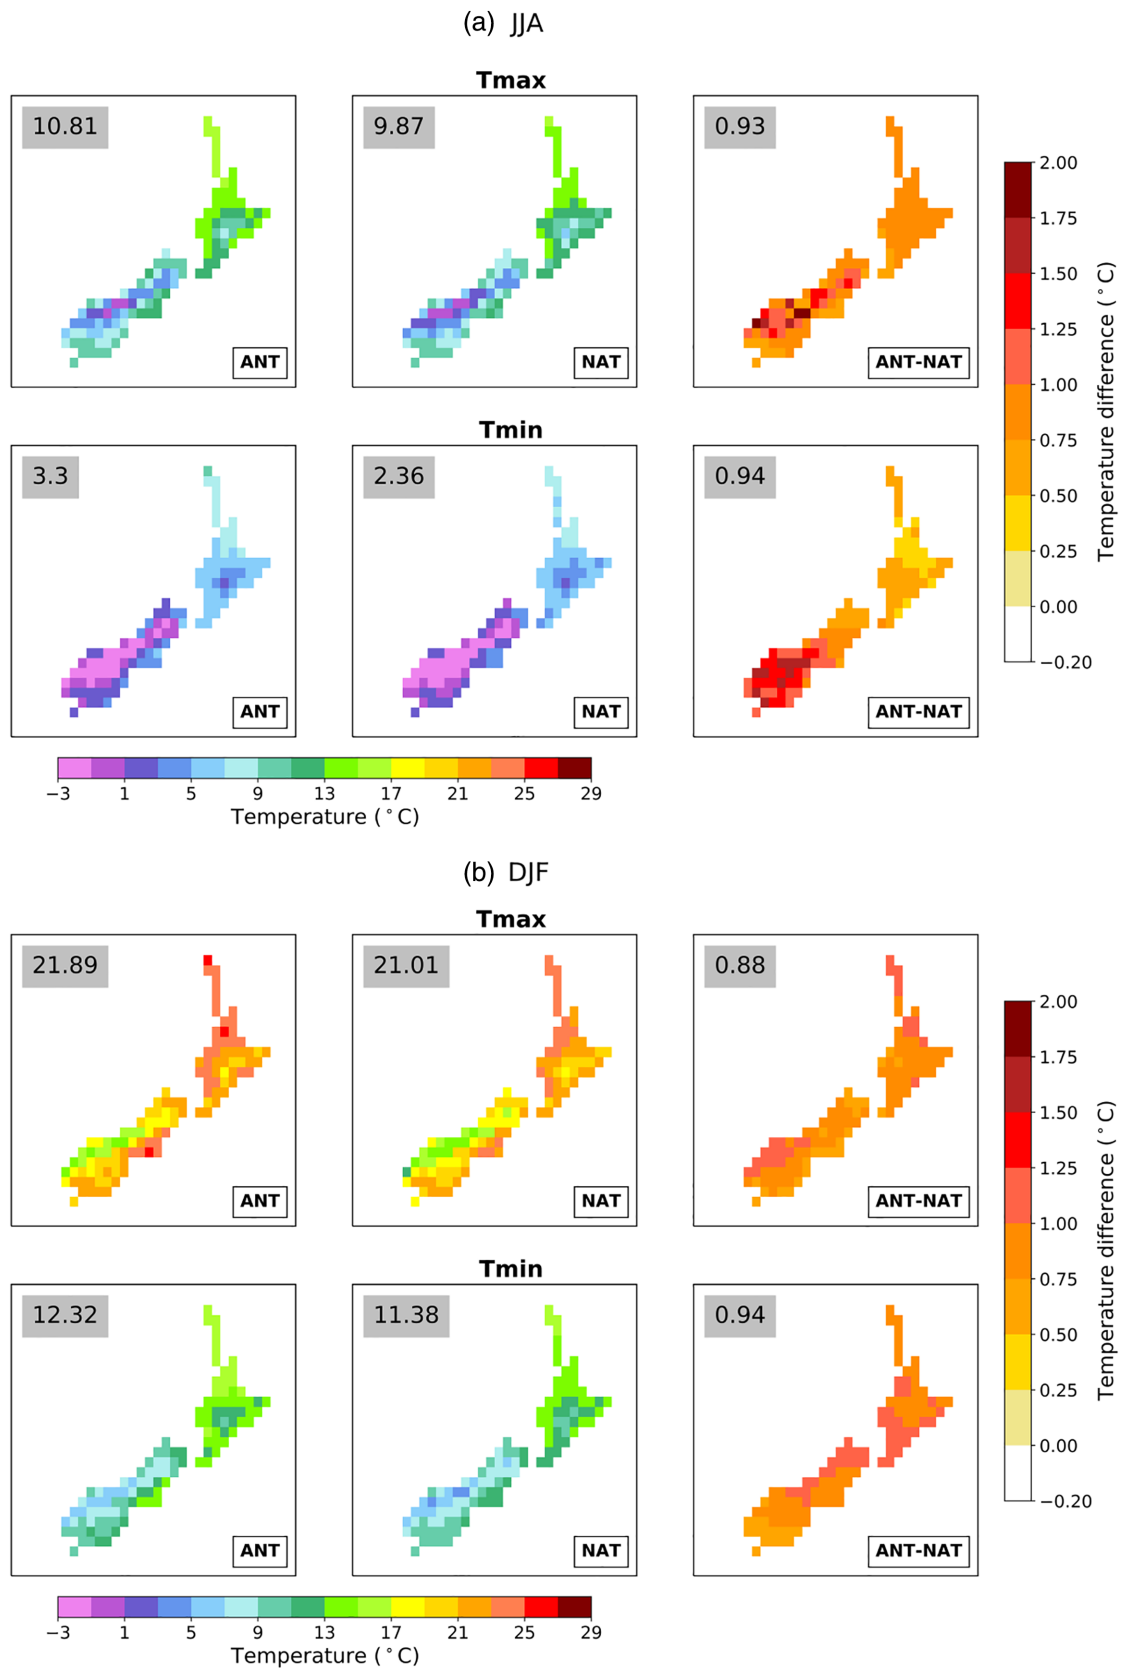 (a) JJA
Tmax
10.81
9.87
0.93
ANT
NAT
ANT-NAT
Tmin
3.3
2.36
0.94
ANT
NAT
ANT-NAT
2.00
1.75
1.50
1.25
1.00
0.75
0.50
0.25
0.00
−0.20
Temperature difference (°C)
−3 1 5 9 13 17 21 25 29
Temperature (°C)
(b) DJF
Tmax
21.89
21.01
0.88
ANT
NAT
ANT-NAT
Tmin
12.32
11.38
0.94
ANT
NAT
ANT-NAT
2.00
1.75
1.50
1.25
1.00
0.75
0.50
0.25
0.00
−0.20
Temperature difference (°C)
−3 1 5 9 13 17 21 25 29
Temperature (°C)